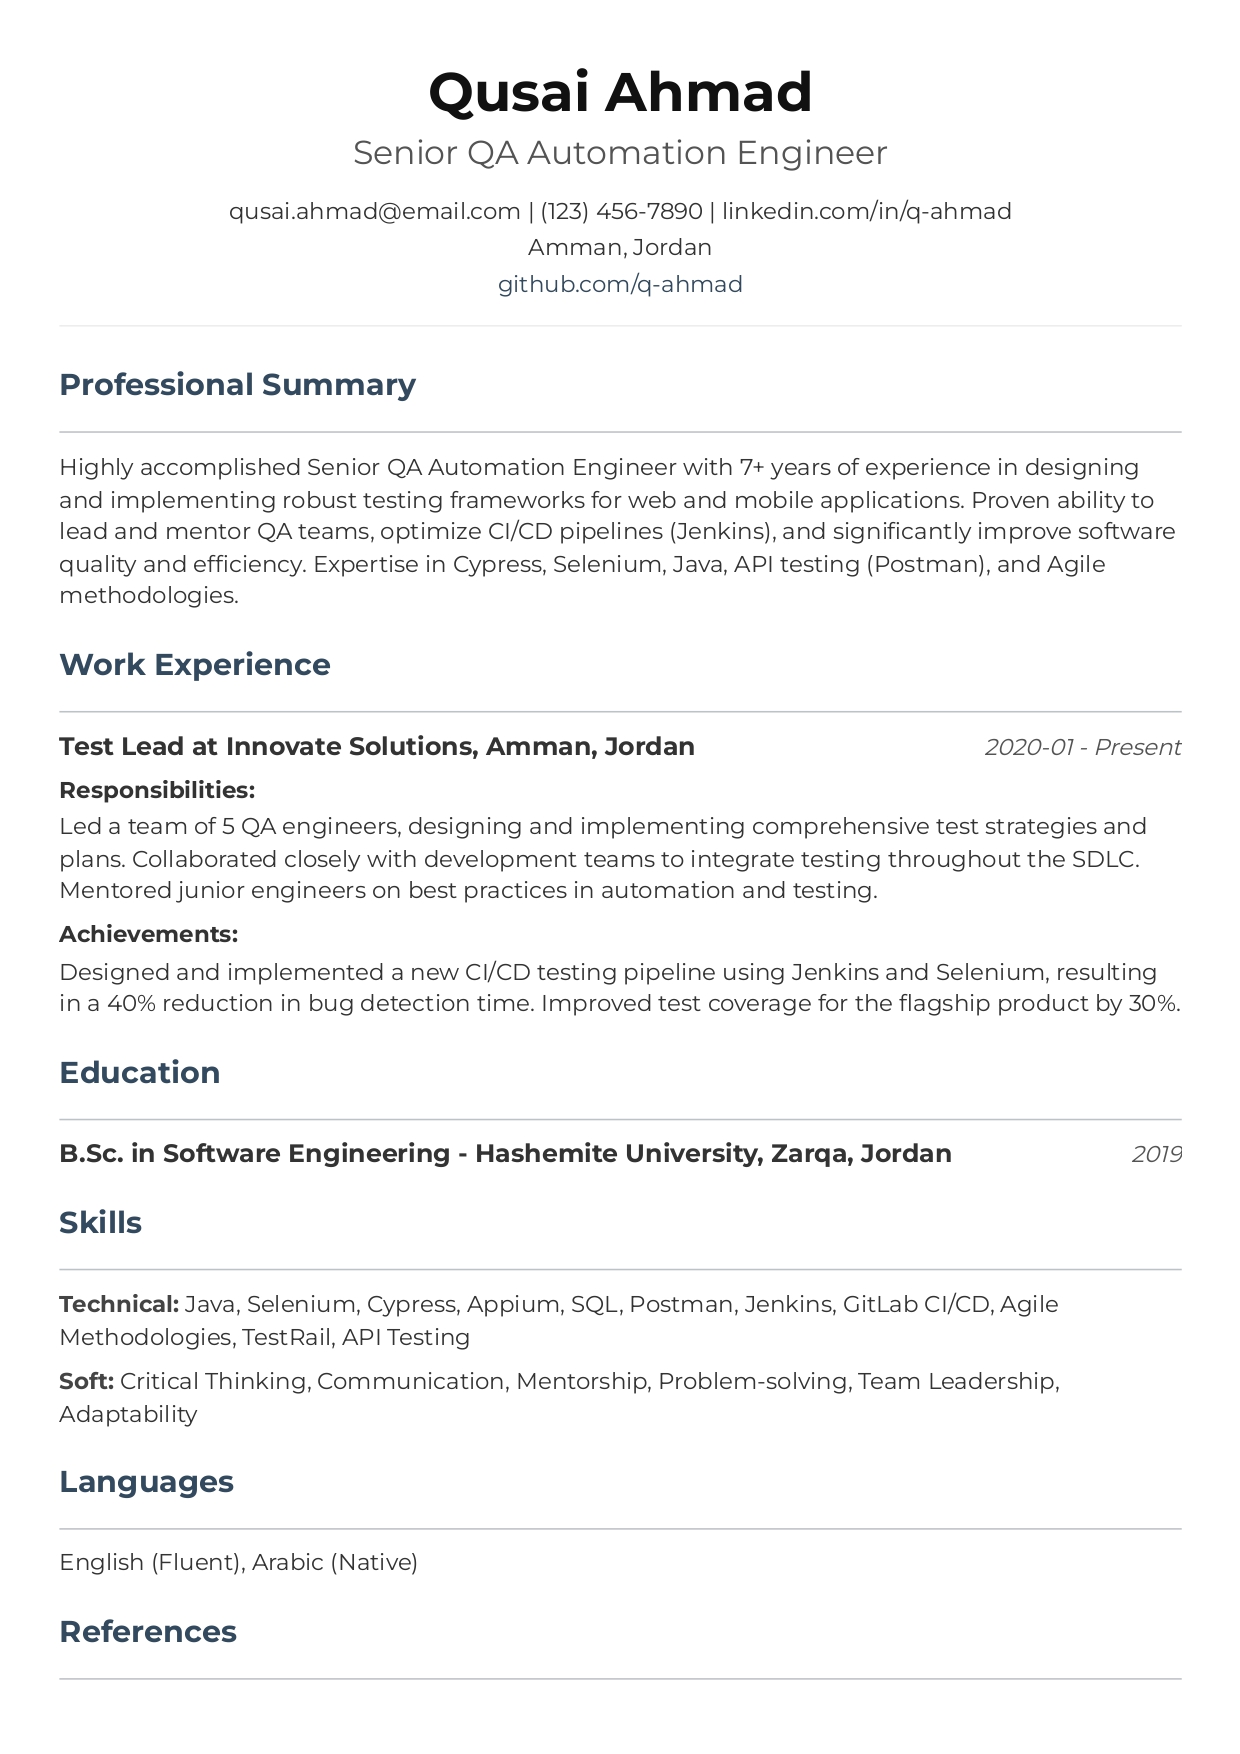 Qusai Ahmad
Senior QA Automation Engineer
qusai.ahmad@email.com | (123) 456-7890 | linkedin.com/in/q-ahmad
Amman, Jordan
github.com/q-ahmad
Professional Summary
Highly accomplished Senior QA Automation Engineer with 7+ years of experience in designing
and implementing robust testing frameworks for web and mobile applications. Proven ability to
lead and mentor QA teams, optimize CI/CD pipelines (Jenkins), and significantly improve software
quality and efficiency. Expertise in Cypress, Selenium, Java, API testing (Postman), and Agile
methodologies.
Work Experience
Test Lead at Innovate Solutions, Amman, Jordan 2020-01 - Present
Responsibilities:
Led a team of 5 QA engineers, designing and implementing comprehensive test strategies and
plans. Collaborated closely with development teams to integrate testing throughout the SDLC.
Mentored junior engineers on best practices in automation and testing.
Achievements:
Designed and implemented a new CI/CD testing pipeline using Jenkins and Selenium, resulting
in a 40% reduction in bug detection time. Improved test coverage for the flagship product by 30%.
Education
B.Sc. in Software Engineering - Hashemite University, Zarqa, Jordan 2019
Skills
Technical: Java, Selenium, Cypress, Appium, SQL, Postman, Jenkins, GitLab CI/CD, Agile
Methodologies, TestRail, API Testing
Soft: Critical Thinking, Communication, Mentorship, Problem-solving, Team Leadership,
Adaptability
Languages
English (Fluent), Arabic (Native)
References